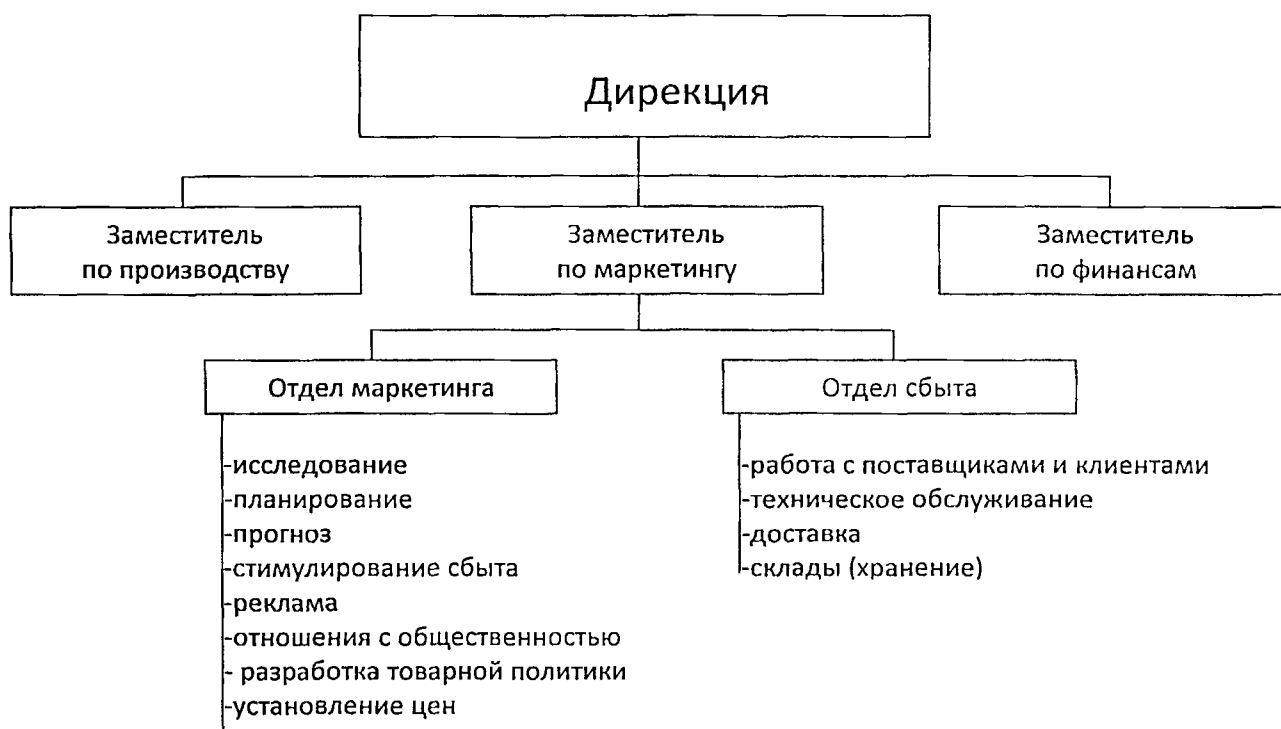 Дирекция
Заместитель
по производству
Заместитель
по маркетингу
Заместитель
по финансам
Отдел маркетинга
-исследование
-планирование
-прогноз
-стимулирование сбыта
-реклама
-отношения с общественностью
- разработка товарной политики
-установление цен
Отдел сбыта
-работа с поставщиками и клиентами
-техническое обслуживание
-доставка
-склады (хранение)